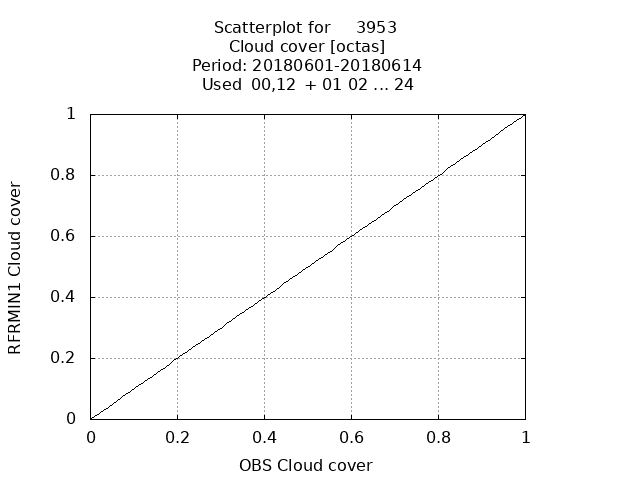 Scatterplot for 3953
Cloud cover [octas]
Period: 20180601-20180614
Used 00,12 + 01 02 ... 24
1
0.8
0.6
0.4
0.2
0
RFRMIN1 Cloud cover
0 0.2 0.4 0.6 0.8 1
OBS Cloud cover